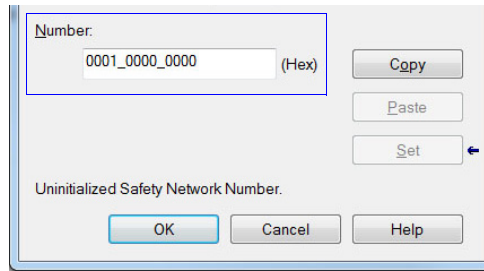 Number:
0001_0000_0000 (Hex) Copy
Paste
Set
Uninitialized Safety Network Number.
OK Cancel Help